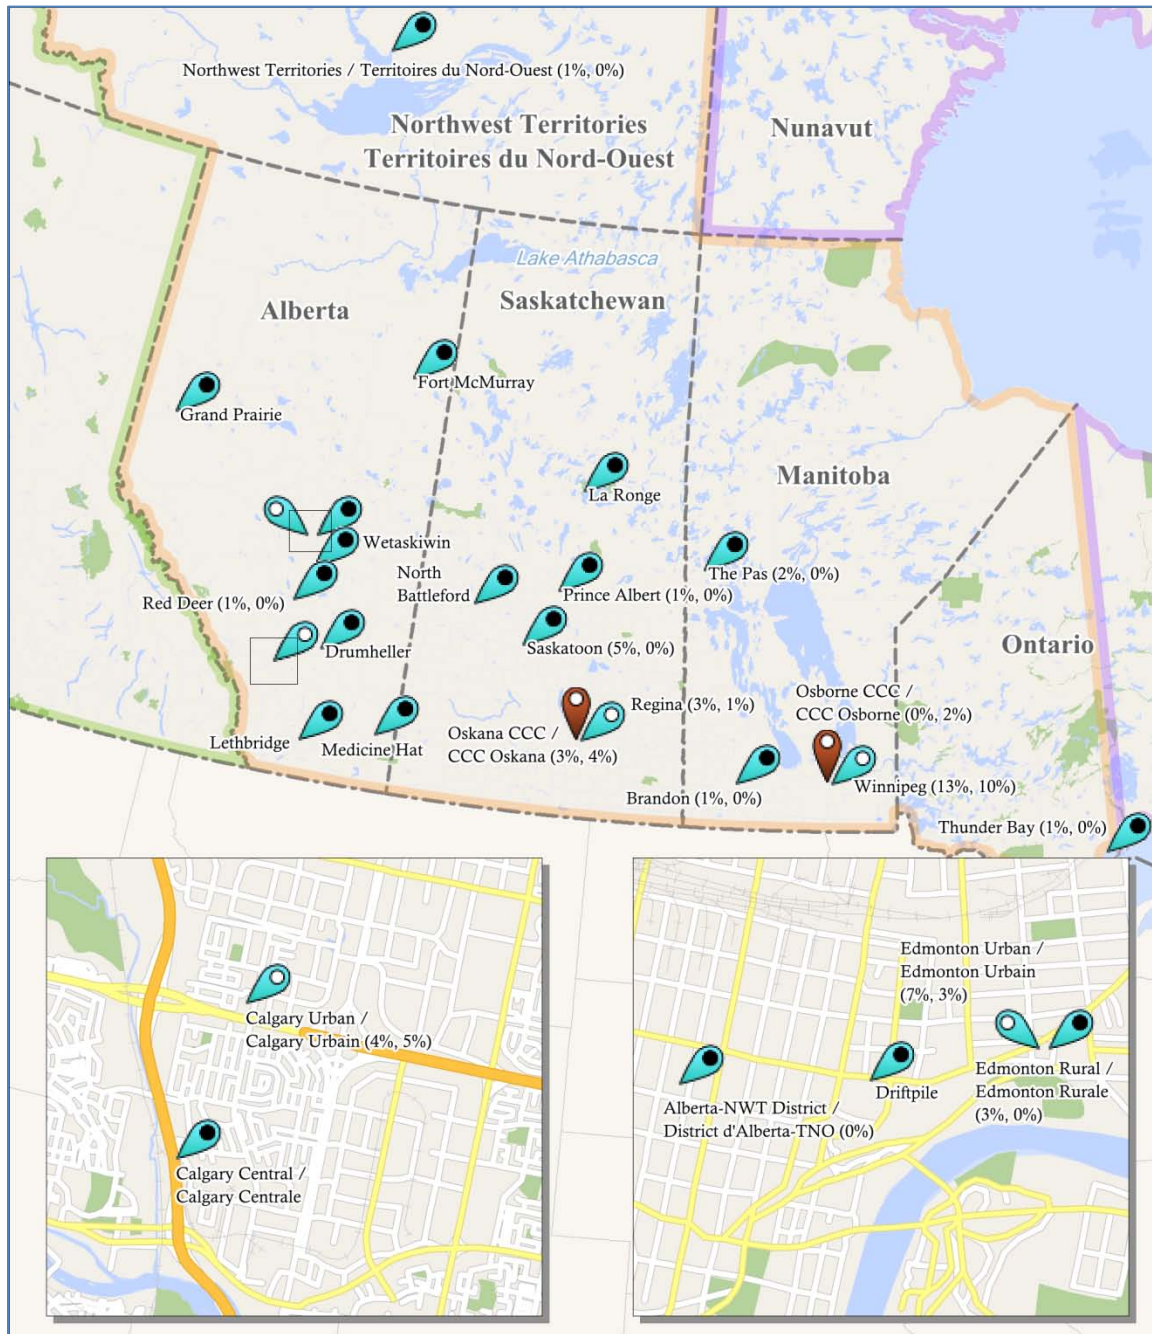 Northwest Territories / Territoires du Nord-Ouest (1%, 0%)
Northwest Territories
Territoires du Nord-Ouest
Nunavut
Lake Athabasca
Alberta
Saskatchewan
Fort McMurray
Grand Prairie
La Ronge
Manitoba
Wetaskiwin
North
Battleford
The Pas (2%, 0%)
Prince Albert (1%, 0%)
Red Deer (1%, 0%)
Drumheller
Saskatoon (5%, 0%)
Ontario
Osborne CCC /
CCC Osborne (0%, 2%)
Regina (3%, 1%)
Oskana CCC /
CCC Oskana (3%, 4%)
Lethbridge
Medicine Hat
Brandon (1%, 0%)
Winnipeg (13%, 10%)
Thunder Bay (1%, 0%)
Calgary Urban /
Calgary Urbain (4%, 5%)
Calgary Central /
Calgary Centrale
Edmonton Urban /
Edmonton Urbain
(7%, 3%)
Edmonton Rural /
Edmonton Rurale
(3%, 0%)
Driftpile
Alberta-NWT District /
District d'Alberta-TNO (0%)